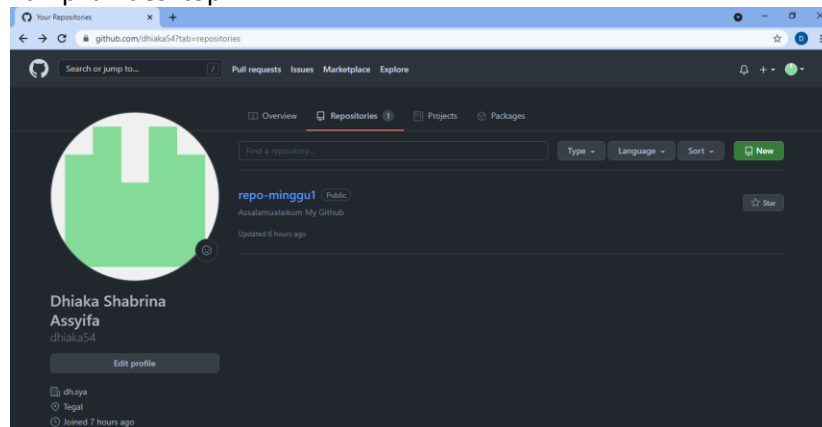 Your Repositories
github.com/dhiaka54?tab=repositories
D
Search or jump to...
/
Pull requests Issues Marketplace Explore
Overview Repositories 1 Projects Packages
Find a repository...
Type Language Sort New
repo-minggu1 Public
Assalamualaikum My Github
Updated 6 hours ago
Star
Dhiaka Shabrina
Assyifa
dhiaka54
Edit profile
dh.sya
Tegal
Joined 7 hours ago